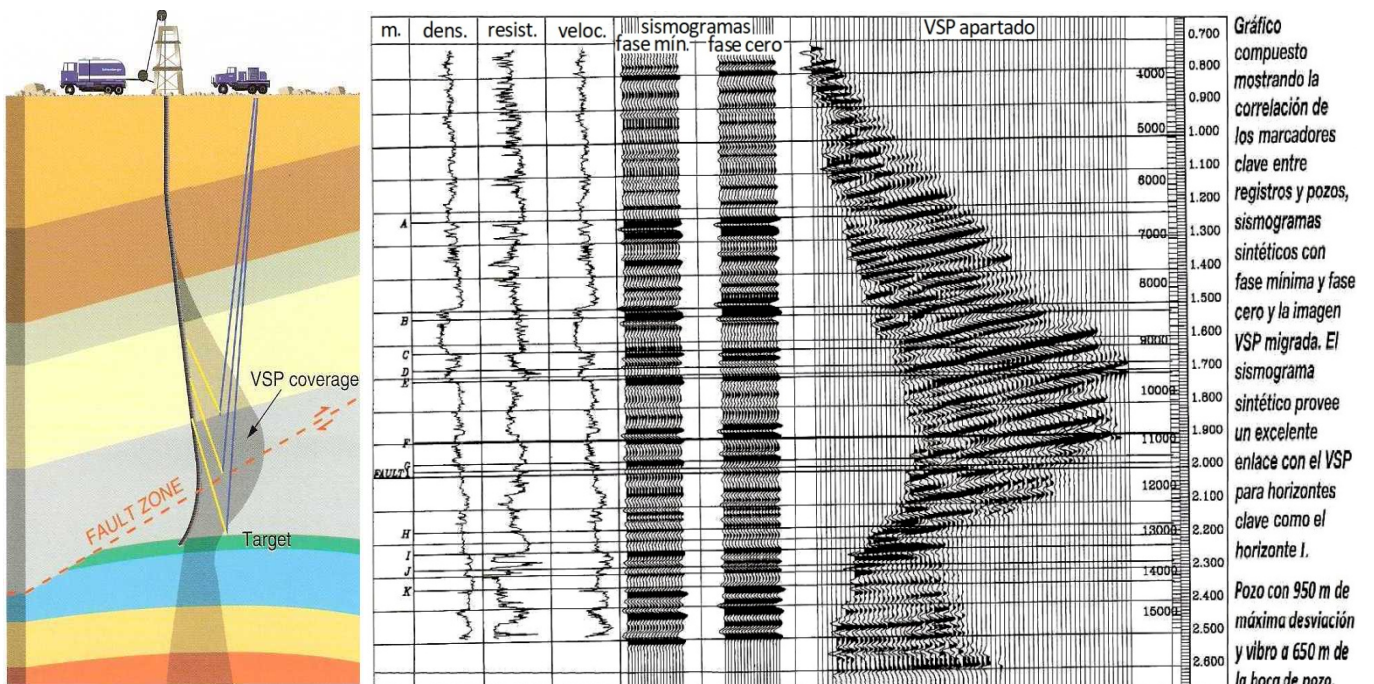 VSP coverage
FAULT ZONE
Target
m. dens. resist. veloc. sismogramas VSP apartado
fase mín. fase cero
A
B
C
D
E
F
G
FAULT
H
I
J
K
4000
5000
6000
7000
8000
9000
10000
11000
12000
13000
14000
15000
0.700
0.800
0.900
1.000
1.100
1.200
1.300
1.400
1.500
1.600
1.700
1.800
1.900
2.000
2.100
2.200
2.300
2.400
2.500
2.600
Gráfico
compuesto
mostrando la
correlación de
los marcadores
clave entre
registros y pozos,
sismogramas
sintéticos con
fase mínima y fase
cero y la imagen
VSP migrada. El
sismograma
sintético provee
un excelente
enlace con el VSP
para horizontes
clave como el
horizonte I.
Pozo con 950 m de
máxima desviación
y vibro a 650 m de
la boca de pozo.